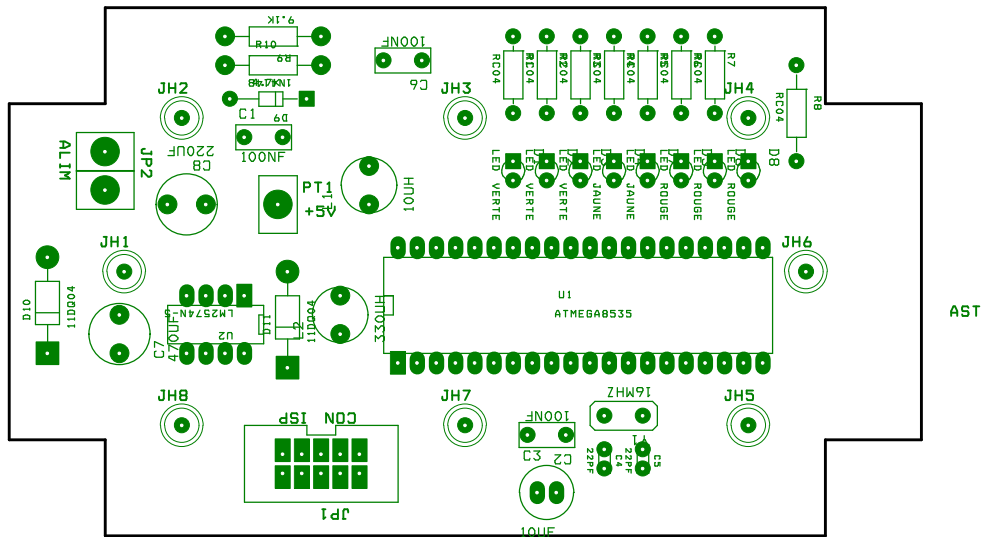 9.1K
R10
R9
1N4148
D9
100NF
C6
R7
R8
RC04
RC04
RC04
RC04
RC04
RC04
RC04
JH2
JH3
JH4
C1
100NF
ALIM
JP2
220UF
C8
PT1
+5V
L1
10UH
D8
LED VERTE
LED VERTE
LED VERTE
LED JAUNE
LED JAUNE
LED ROUGE
LED ROUGE
LED ROUGE
JH1
JH6
D10
11DQ04
LM2574N-5
U2
470UF
C7
D11
11DQ04
L2
330UH
U1
ATMEGA8535
AST
JH8
JH7
JH5
CON ISP
JP1
100NF
C3
C2
10UF
16MHZ
Y1
22PF
C4
22PF
C5